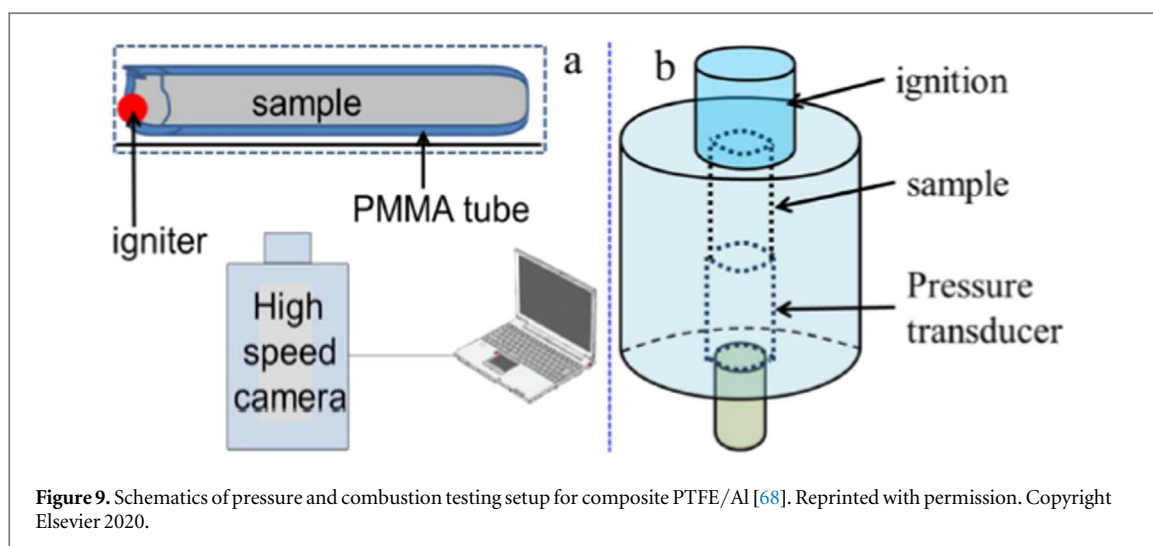 a
sample
PMMA tube
igniter
High
speed
camera
b
ignition
sample
Pressure
transducer
Figure 9. Schematics of pressure and combustion testing setup for composite PTFE/Al [68]. Reprinted with permission. Copyright
Elsevier 2020.